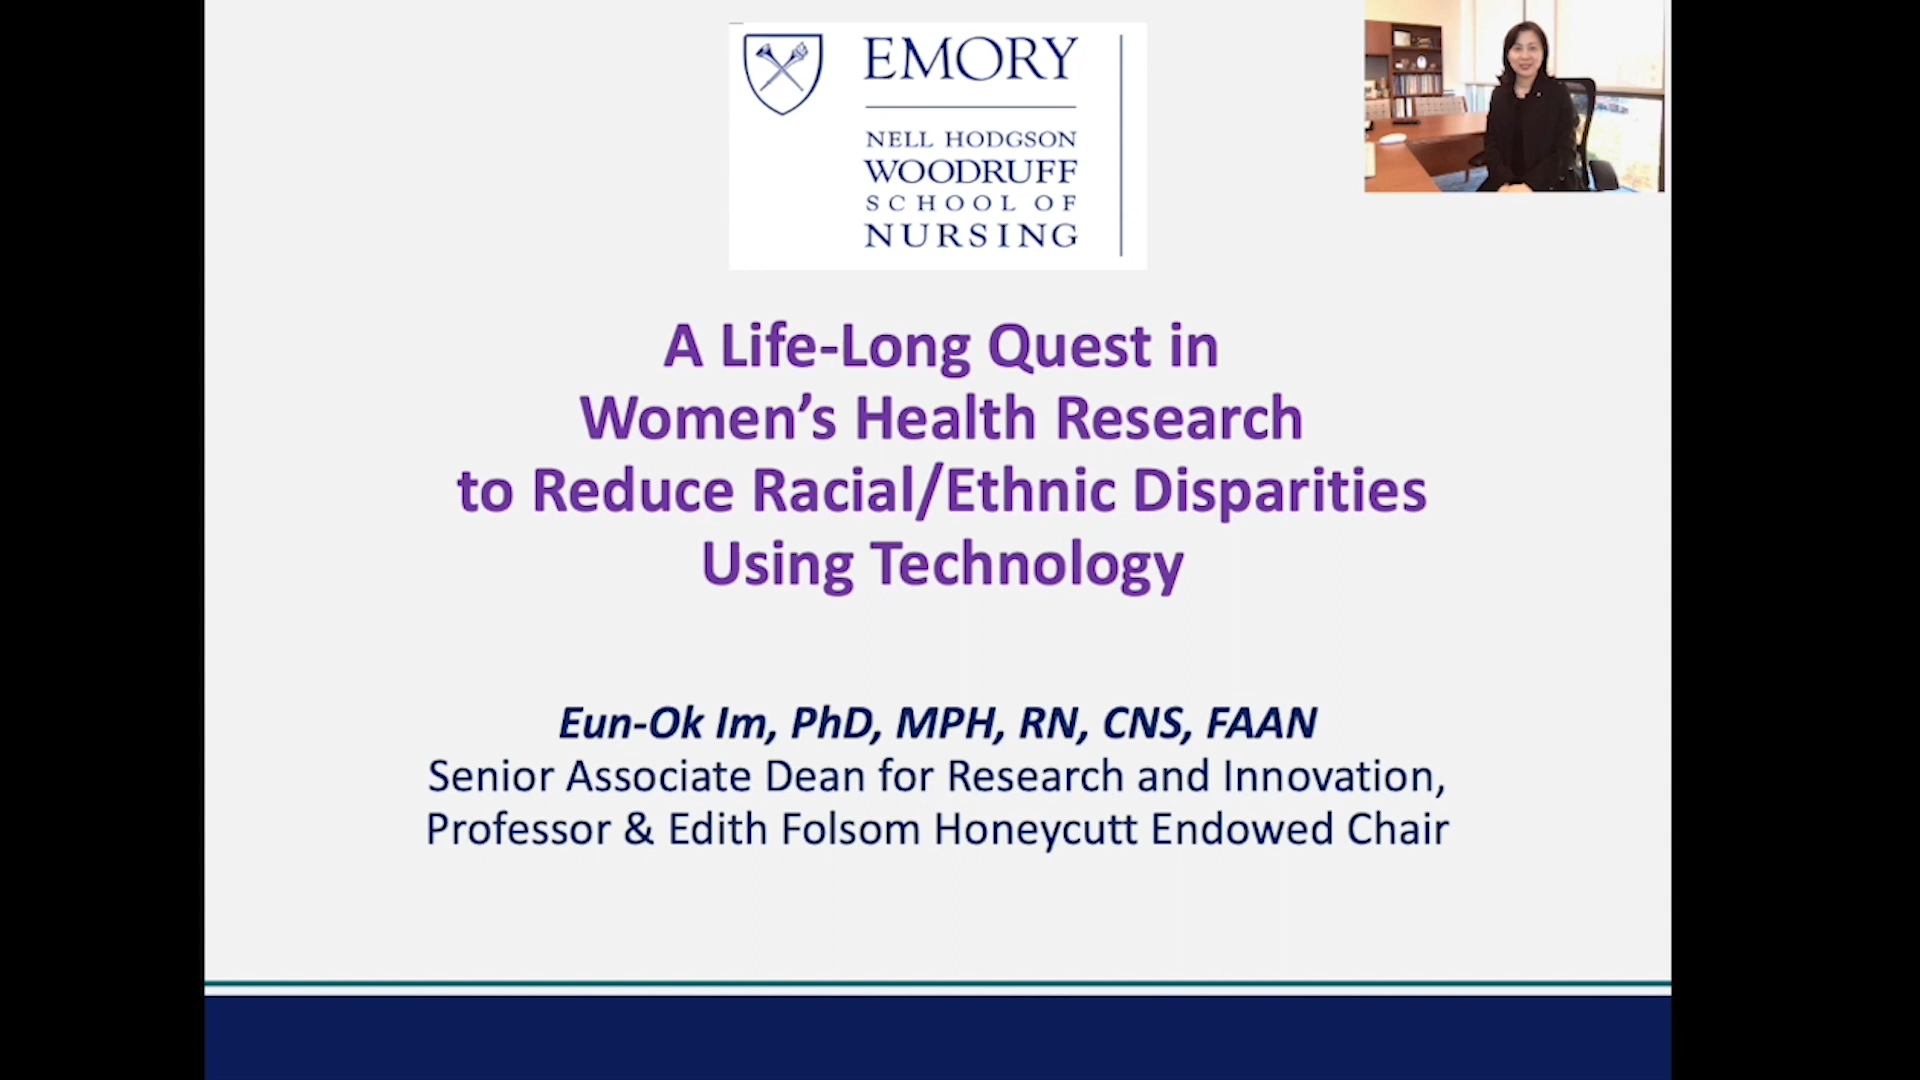 EMORY
NELL HODGSON
WOODRUFF
SCHOOL OF
NURSING
A Life-Long Quest in
Women’s Health Research
to Reduce Racial/Ethnic Disparities
Using Technology
Eun-Ok Im, PhD, MPH, RN, CNS, FAAN
Senior Associate Dean for Research and Innovation,
Professor & Edith Folsom Honeycutt Endowed Chair